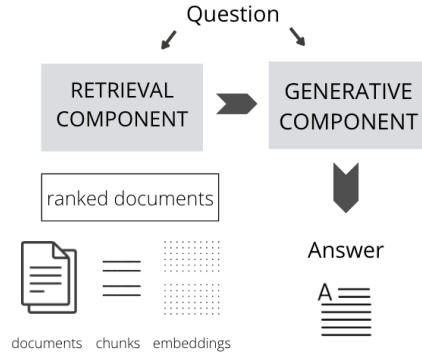 Question
RETRIEVAL
COMPONENT
GENERATIVE
COMPONENT
ranked documents
Answer
A
documents chunks embeddings